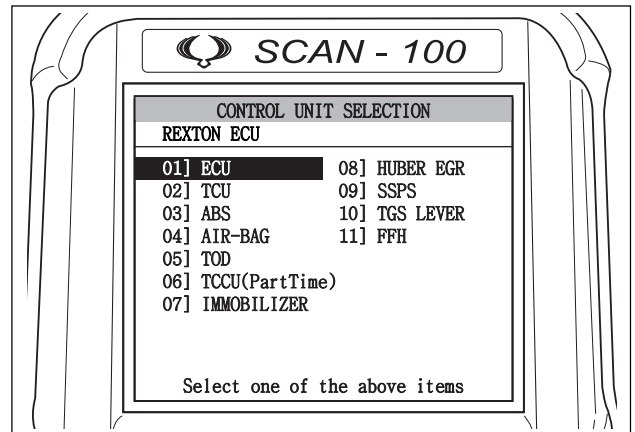 SCAN - 100
CONTROL UNIT SELECTION
REXTON ECU
01] ECU
02] TCU
03] ABS
04] AIR-BAG
05] TOD
06] TCCU(PartTime)
07] IMMOBILIZER
08] HUBER EGR
09] SSPS
10] TGS LEVER
11] FFH
Select one of the above items